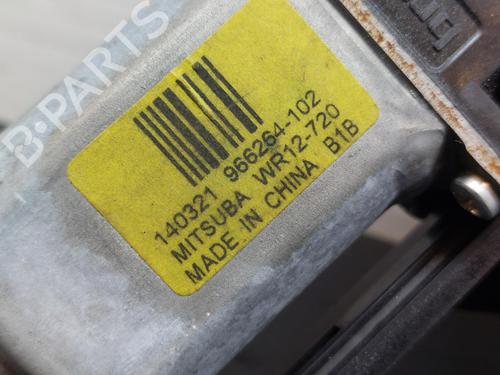 B-PARTS
140321 966264-102
MITSUBA WR12-720
MADE IN CHINA B1B